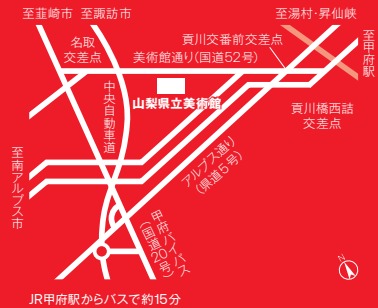 至韮崎市
至諏訪市
至湯村・昇仙峡
名取
交差点
貢川交番前交差点
美術館通り(国道52号)
至甲府駅
中央自動車道
山梨県立美術館
貢川橋西詰
交差点
至南アルプス市
アルプス通り
(県道5号)
甲府バイパス
(国道20号)
N
JR甲府駅からバスで約15分